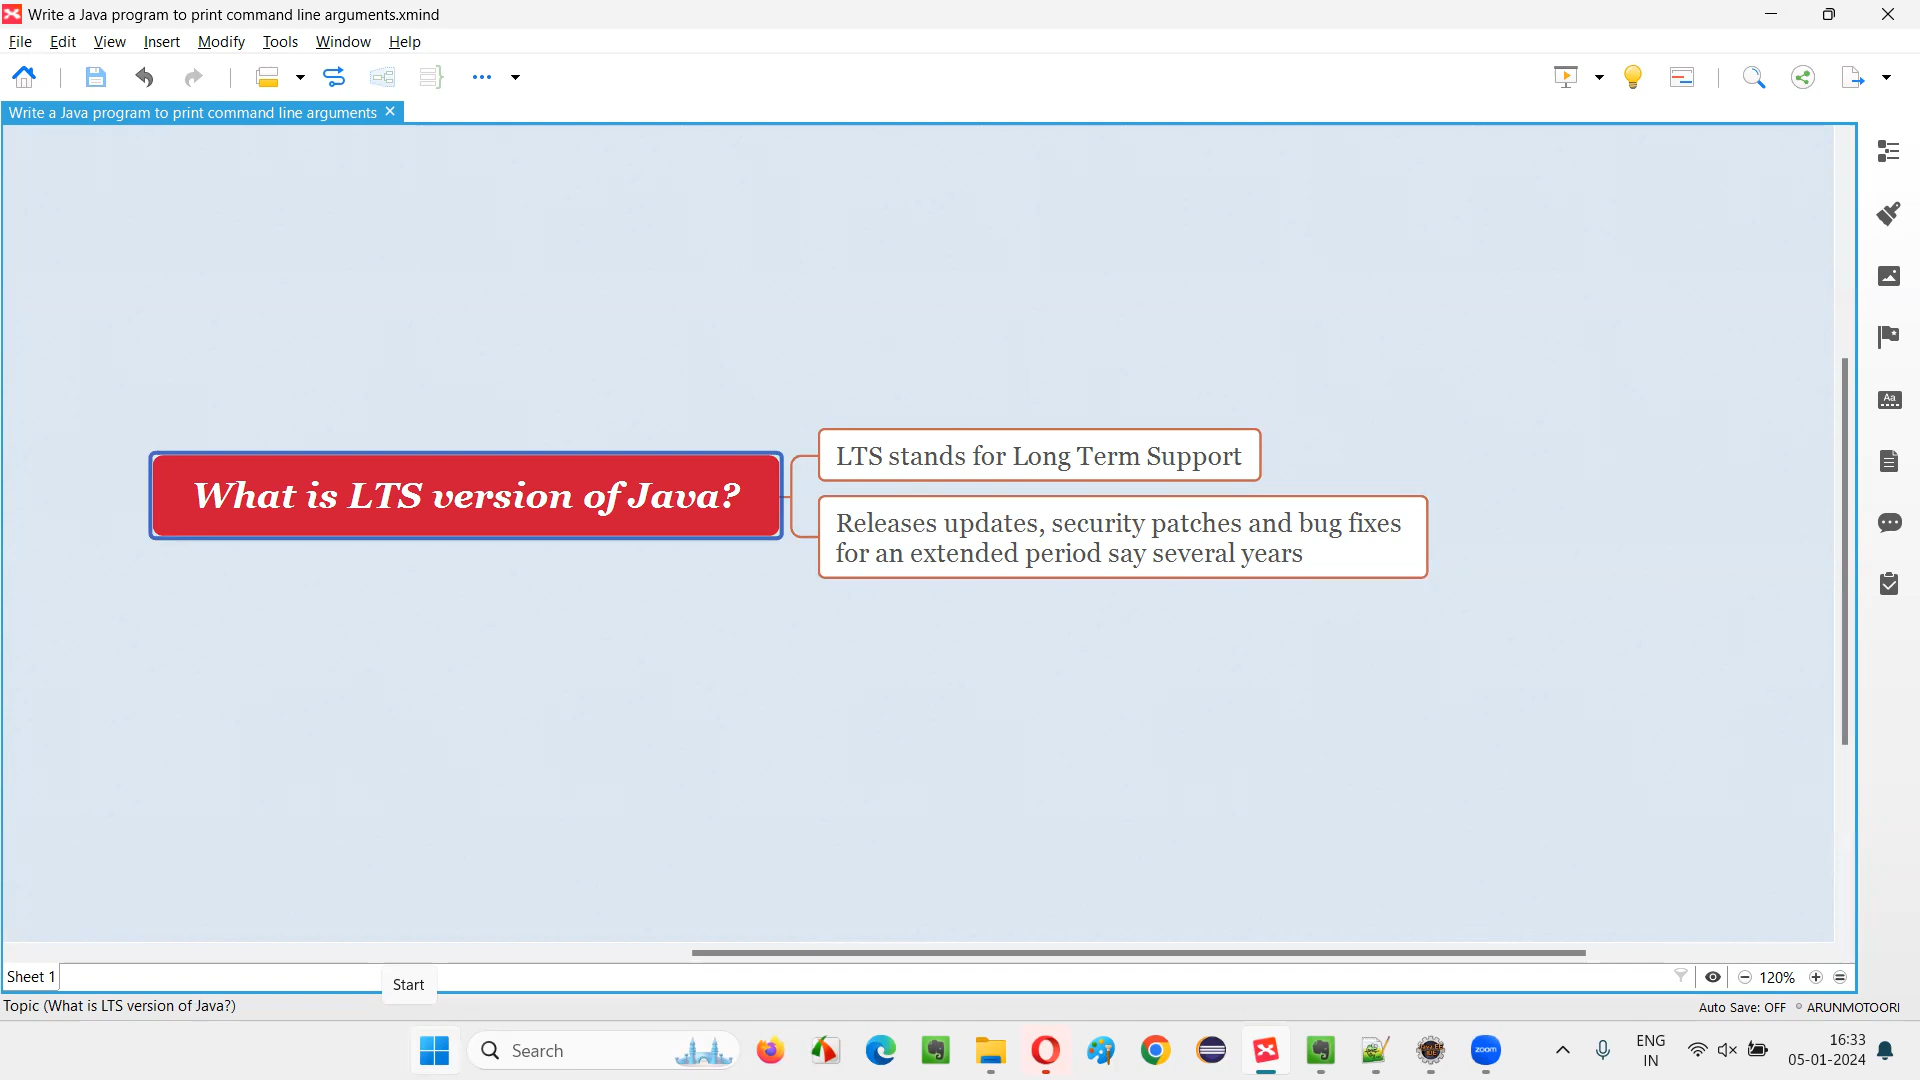 Write a Java program to print command line arguments.xmind
File Edit View Insert Modify Tools Window Help
Write a Java program to print command line arguments
What is LTS version of Java?
LTS stands for Long Term Support
Releases updates, security patches and bug fixes
for an extended period say several years
Aa
Sheet 1
Start
120%
Topic (What is LTS version of Java?)
Auto Save: OFF
ARUNMOTOORI
Search
zoom
ENG
IN
16:33
05-01-2024